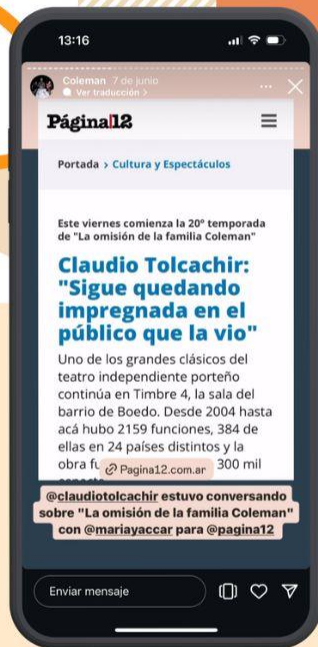 13:16
Coleman 7 de junio
Ver traducción >
Página|12
Portada > Cultura y Espectáculos
Este viernes comienza la 20° temporada
de "La omisión de la familia Coleman"
Claudio Tolcachir:
"Sigue quedando
impregnada en el
público que la vio"
Uno de los grandes clásicos del
teatro independiente porteño
continúa en Timbre 4, la sala del
barrio de Boedo. Desde 2004 hasta
acá hubo 2159 funciones, 384 de
ellas en 24 países distintos y la
obra 300 mil
Pagina12.com.ar
@claudiotolcachir estuvo conversando
sobre "La omisión de la familia Coleman"
con @mariayaccar para @pagina12
Enviar mensaje